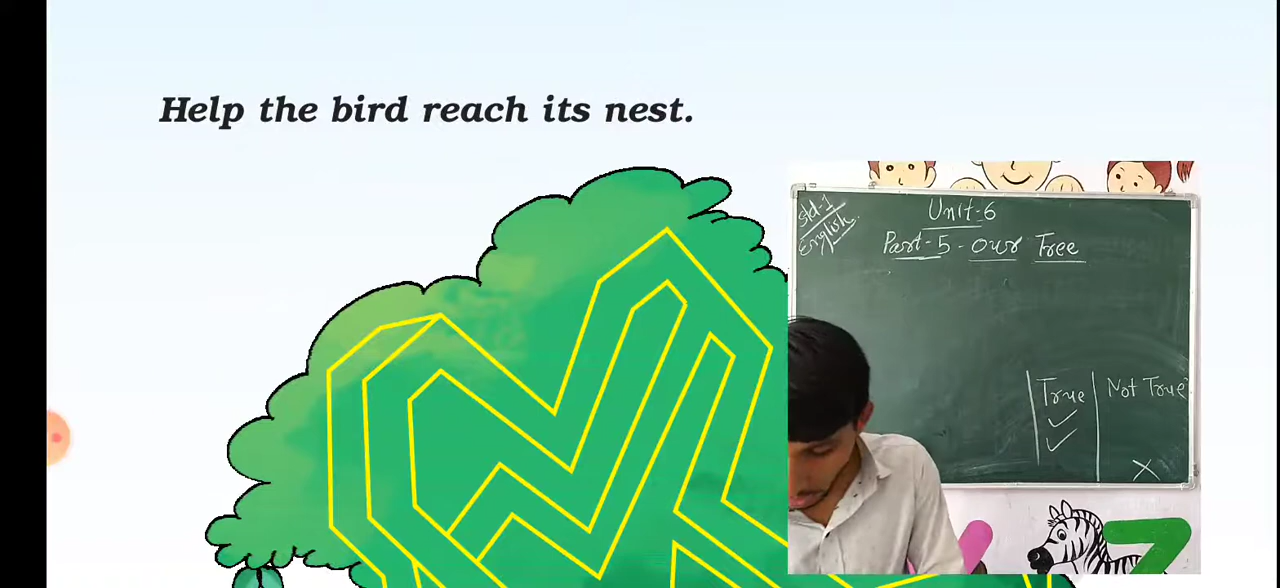 Help the bird reach its nest.
Std-1
English.
Unit-6
Part-5 - Our Tree
True
Not True